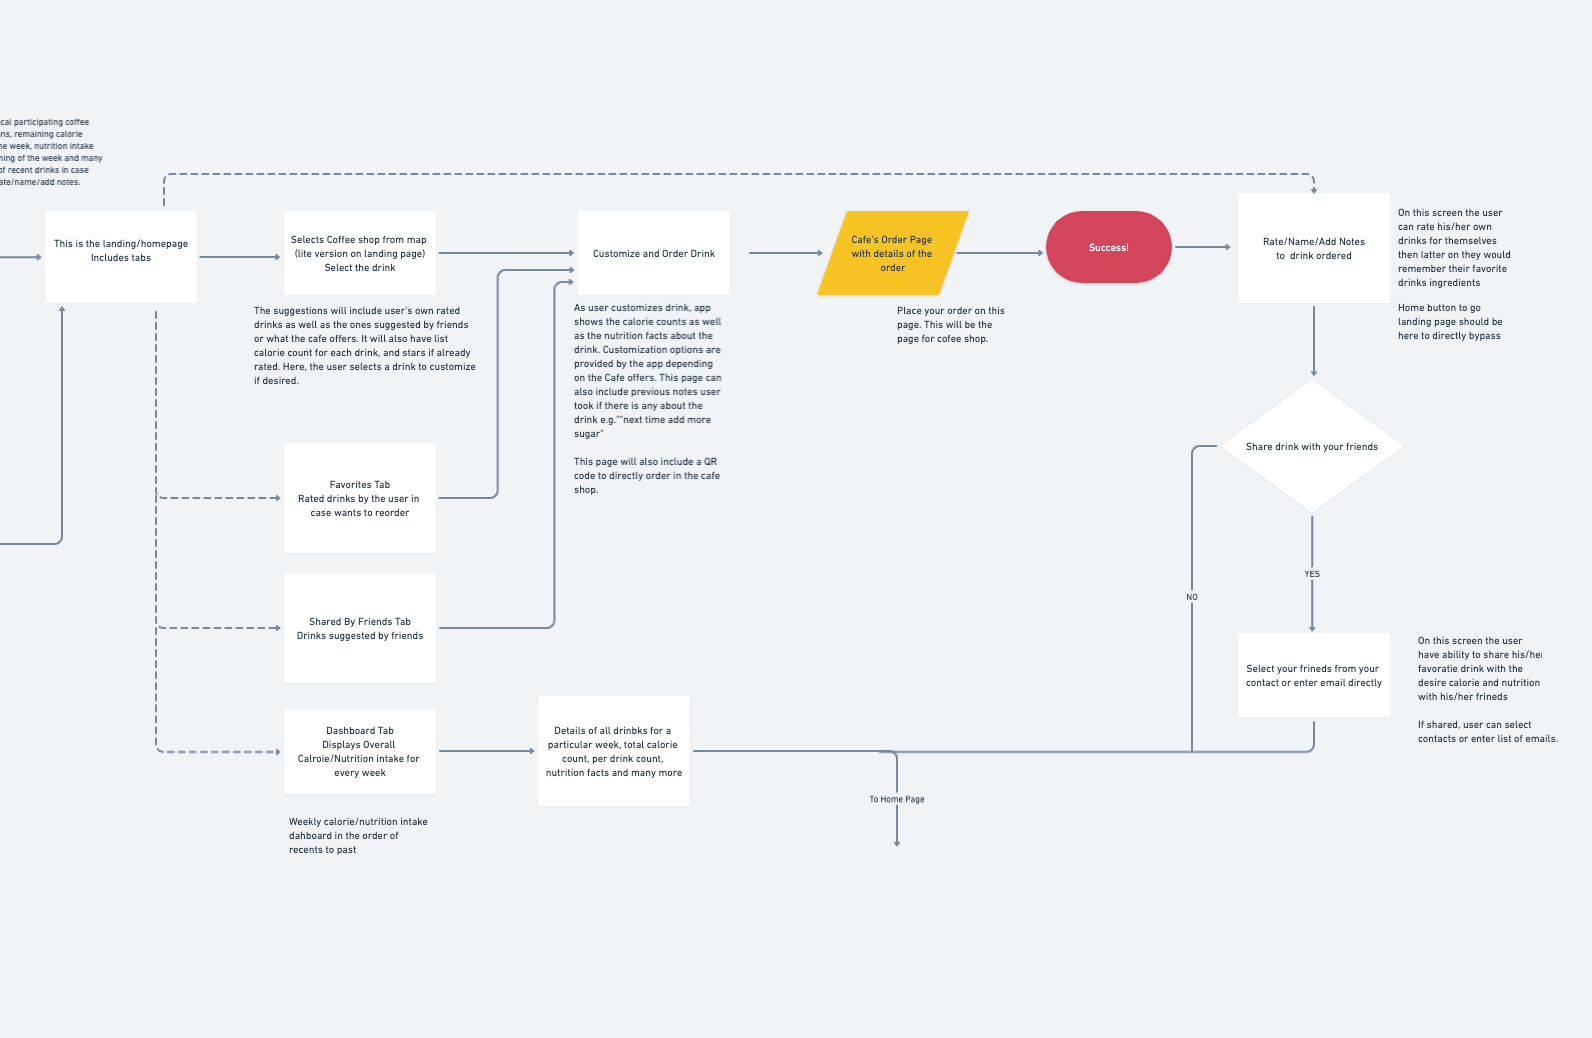 cal participating coffee
ns, remaining calorie
he week, nutrition intake
ning of the week and many
of recent drinks in case
ate/name/add notes.
This is the landing/homepage
Includes tabs
Selects Coffee shop from map
(lite version on landing page)
Select the drink
The suggestions will include user's own rated
drinks as well as the ones suggested by friends
or what the cafe offers. It will also have list
calorie count for each drink, and stars if already
rated. Here, the user selects a drink to customize
if desired.
Customize and Order Drink
As user customizes drink, app
shows the calorie counts as well
as the nutrition facts about the
drink. Customization options are
provided by the app depending
on the Cafe offers. This page can
also include previous notes user
took if there is any about the
drink e.g.""next time add more
sugar"
This page will also include a QR
code to directly order in the cafe
shop.
Cafe's Order Page
with details of the
order
Place your order on this
page. This will be the
page for cofee shop.
Success!
Rate/Name/Add Notes
to drink ordered
On this screen the user
can rate his/her own
drinks for themselves
then latter on they would
remember their favorite
drinks ingredients
Home button to go
landing page should be
here to directly bypass
Share drink with your friends
YES
NO
Select your frineds from your
contact or enter email directly
On this screen the user
have ability to share his/her
favoratie drink with the
desire calorie and nutrition
with his/her frineds
If shared, user can select
contacts or enter list of emails.
Favorites Tab
Rated drinks by the user in
case wants to reorder
Shared By Friends Tab
Drinks suggested by friends
Dashboard Tab
Displays Overall
Calroie/Nutrition intake for
every week
Weekly calorie/nutrition intake
dahboard in the order of
recents to past
Details of all drinbks for a
particular week, total calorie
count, per drink count,
nutrition facts and many more
To Home Page